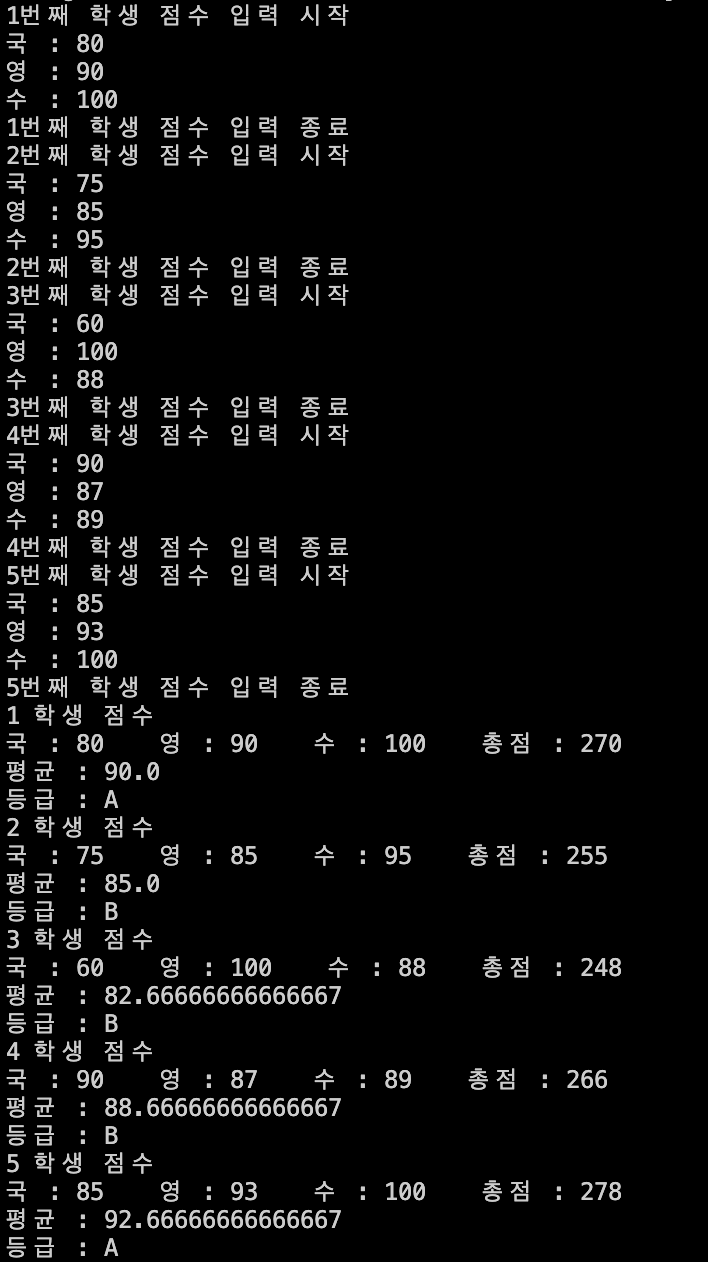 1번째 학생 점수 입력 시작
국 : 80
영 : 90
수 : 100
1번째 학생 점수 입력 종료
2번째 학생 점수 입력 시작
국 : 75
영 : 85
수 : 95
2번째 학생 점수 입력 종료
3번째 학생 점수 입력 시작
국 : 60
영 : 100
수 : 88
3번째 학생 점수 입력 종료
4번째 학생 점수 입력 시작
국 : 90
영 : 87
수 : 89
4번째 학생 점수 입력 종료
5번째 학생 점수 입력 시작
국 : 85
영 : 93
수 : 100
5번째 학생 점수 입력 종료
1 학생 점수
국 : 80 영 : 90 수 : 100 총점 : 270
평균 : 90.0
등급 : A
2 학생 점수
국 : 75 영 : 85 수 : 95 총점 : 255
평균 : 85.0
등급 : B
3 학생 점수
국 : 60 영 : 100 수 : 88 총점 : 248
평균 : 82.66666666666667
등급 : B
4 학생 점수
국 : 90 영 : 87 수 : 89 총점 : 266
평균 : 88.66666666666667
등급 : B
5 학생 점수
국 : 85 영 : 93 수 : 100 총점 : 278
평균 : 92.66666666666667
등급 : A